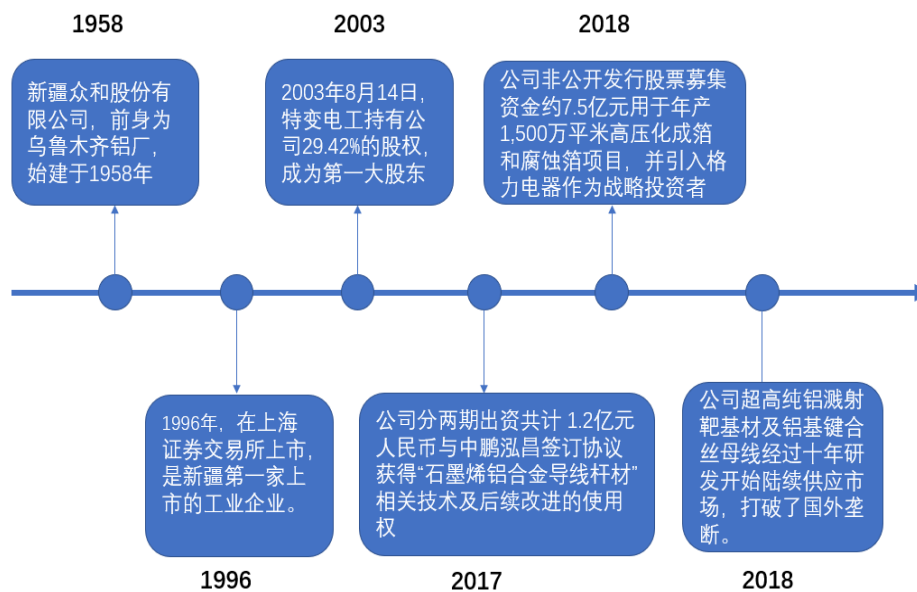 1958
2003
2018
新疆众和股份有
限公司，前身为
乌鲁木齐铝厂，
始建于1958年
2003年8月14日，
特变电工持有公
司29.42%的股权，
成为第一大股东
公司非公开发行股票募集
资金约7.5亿元用于年产
1,500万平米高压化成箔
和腐蚀箔项目，并引入格
力电器作为战略投资者
1996年，在上海
证券交易所上市，
是新疆第一家上
市的工业企业。
公司分两期出资共计 1.2亿元
人民币与中鹏泓昌签订协议
获得“石墨烯铝合金导线杆材”
相关技术及后续改进的使用
权
公司超高纯铝溅射
靶基材及铝基键合
丝母线经过十年研
发开始陆续供应市
场，打破了国外垄
断。
1996
2017
2018